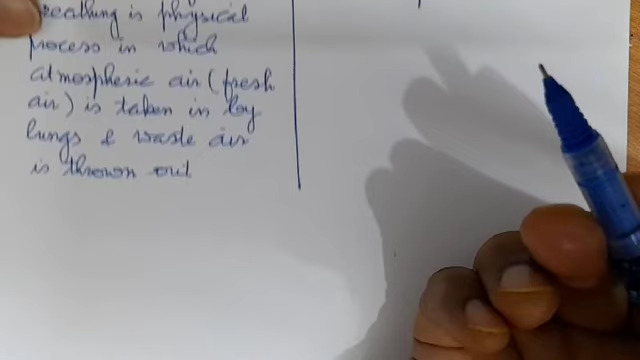 Breathing is physical
process in which
atmospheric air (fresh
air) is taken in by
lungs & waste air
is thrown out